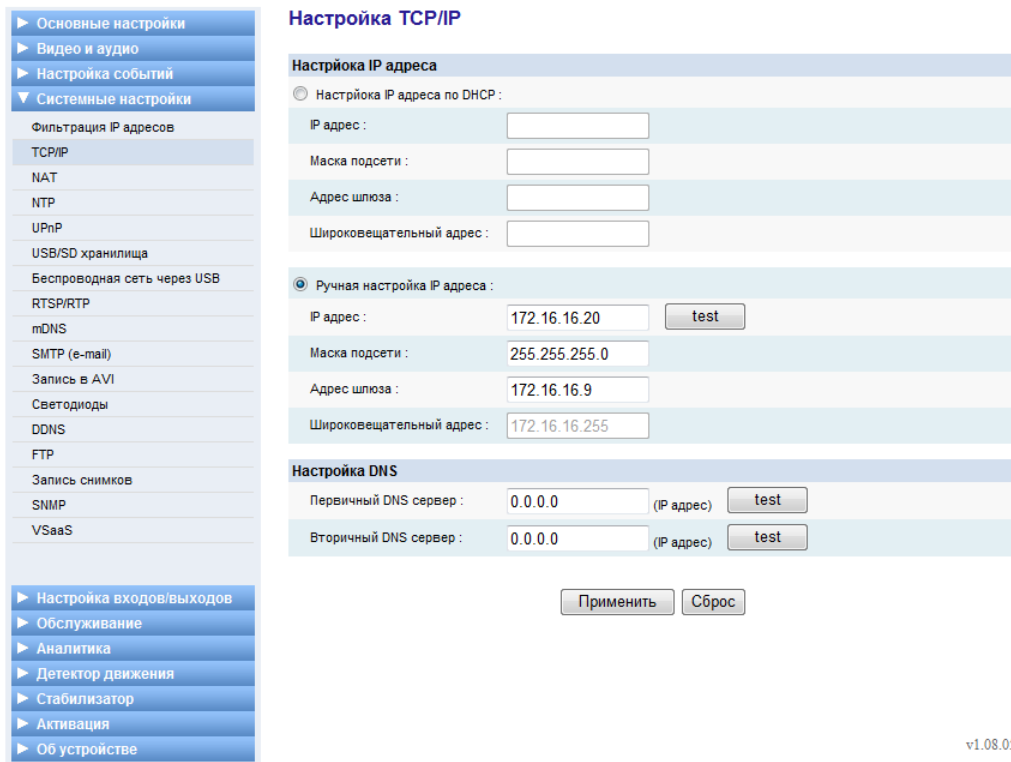 Основные настройки
Видео и аудио
Настройка событий
Системные настройки
Фильтрация IP адресов
TCP/IP
NAT
NTP
UPnP
USB/SD хранилища
Беспроводная сеть через USB
RTSP/RTP
mDNS
SMTP (e-mail)
Запись в AVI
Светодиоды
DDNS
FTP
Запись снимков
SNMP
VSaaS
Настройка входов/выходов
Обслуживание
Аналитика
Детектор движения
Стабилизатор
Активация
Об устройстве
Настройка TCP/IP
Настрйока IP адреса
Настрйока IP адреса по DHCP :
IP адрес :
Маска подсети :
Адрес шлюза :
Широковещательный адрес :
Ручная настройка IP адреса :
IP адрес : 172.16.16.20 test
Маска подсети : 255.255.255.0
Адрес шлюза : 172.16.16.9
Широковещательный адрес : 172.16.16.255
Настройка DNS
Первичный DNS сервер : 0.0.0.0 (IP адрес) test
Вторичный DNS сервер : 0.0.0.0 (IP адрес) test
Применить Сброс